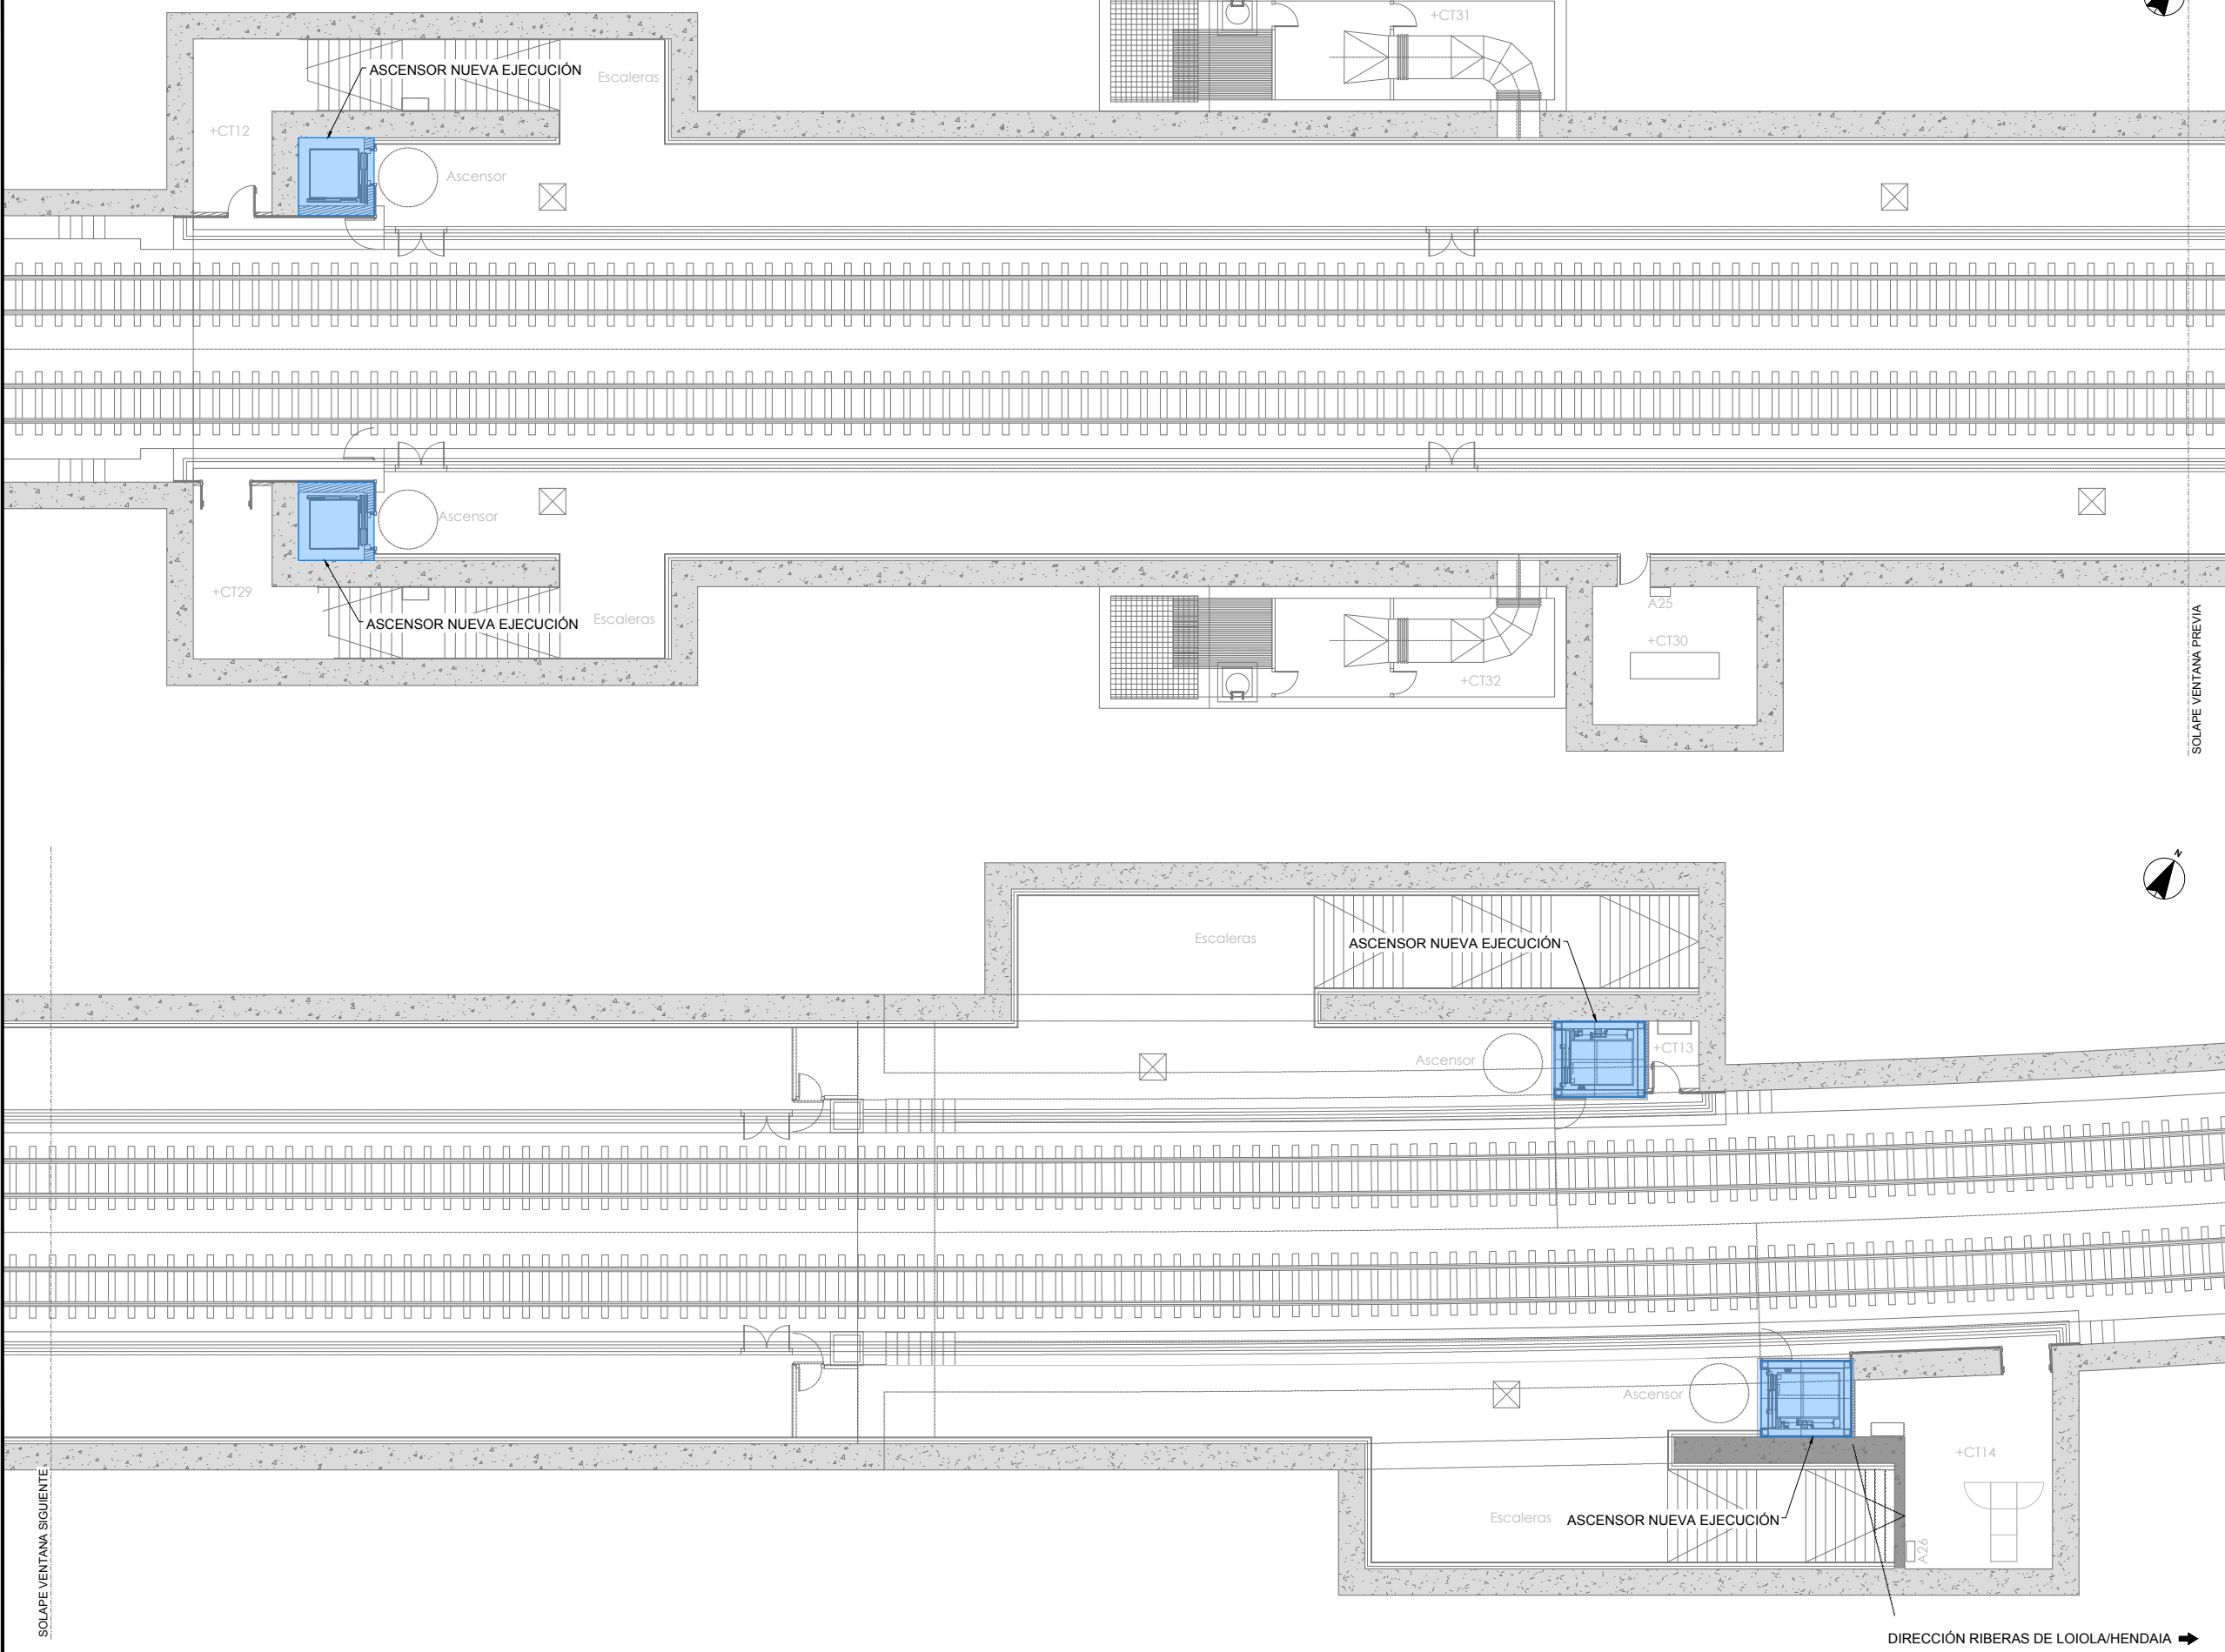 +CT31
ASCENSOR NUEVA EJECUCIÓN
Escaleras
+CT12
Ascensor
Ascensor
+CT29
ASCENSOR NUEVA EJECUCIÓN
Escaleras
A25
+CT30
+CT32
SOLAPE VENTANA PREVIA
N
Escaleras
ASCENSOR NUEVA EJECUCIÓN
Ascensor
+CT13
Ascensor
+CT14
Escaleras
ASCENSOR NUEVA EJECUCIÓN
A26
SOLAPE VENTANA SIGUIENTE
DIRECCIÓN RIBERAS DE LOIOLA/HENDAIA